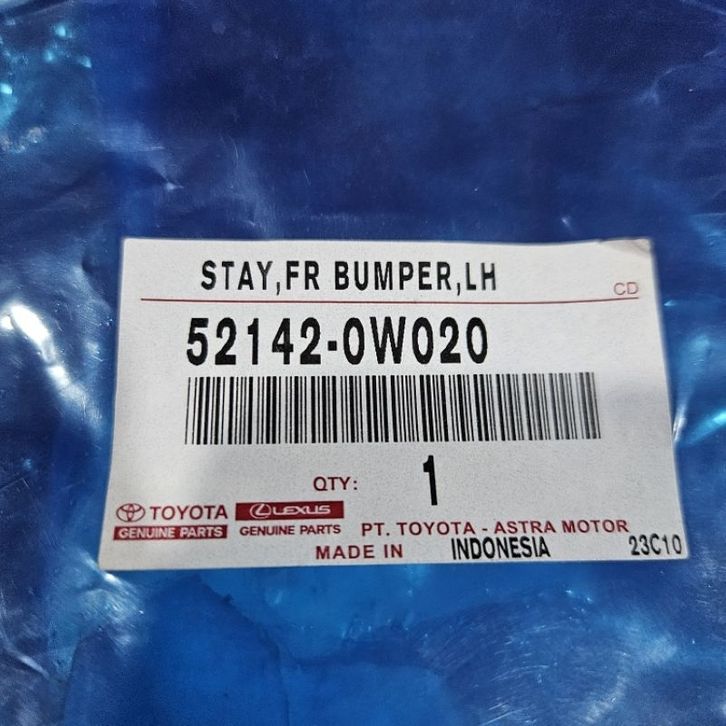 STAY,FR BUMPER,LH
CD
52142-0W020
QTY: 1
TOYOTA
GENUINE PARTS
LEXUS
GENUINE PARTS
PT. TOYOTA - ASTRA MOTOR
MADE IN INDONESIA
23C10